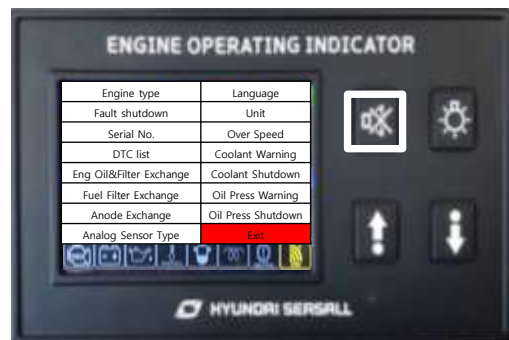 ENGINE OPERATING INDICATOR
Engine type Language
Fault shutdown Unit
Serial No. Over Speed
DTC list Coolant Warning
Eng Oil&Filter Exchange Coolant Shutdown
Fuel Filter Exchange Oil Press Warning
Anode Exchange Oil Press Shutdown
Analog Sensor Type Exit
HYUNDAI SEASALL